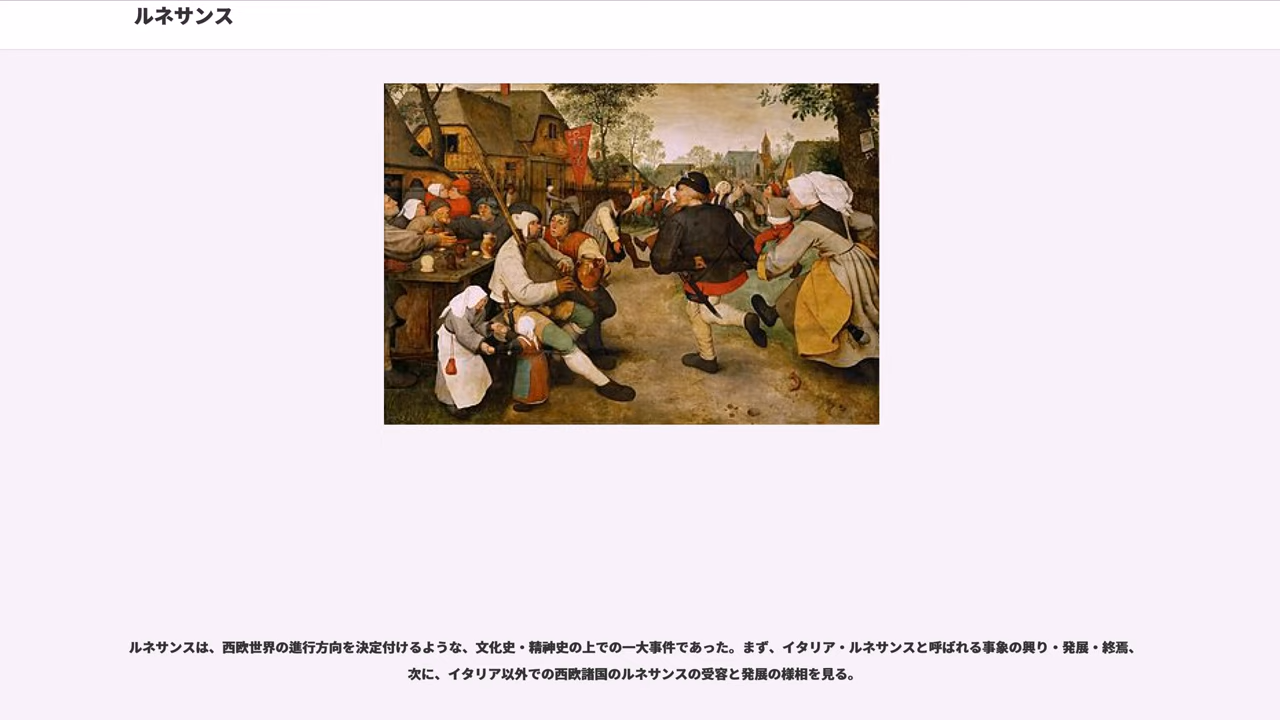 ルネサンス
ルネサンスは、西欧世界の進行方向を決定付けるような、文化史・精神史の上での一大事件であった。まず、イタリア・ルネサンスと呼ばれる事象の興り・発展・終焉、
次に、イタリア以外での西欧諸国のルネサンスの受容と発展の様相を見る。